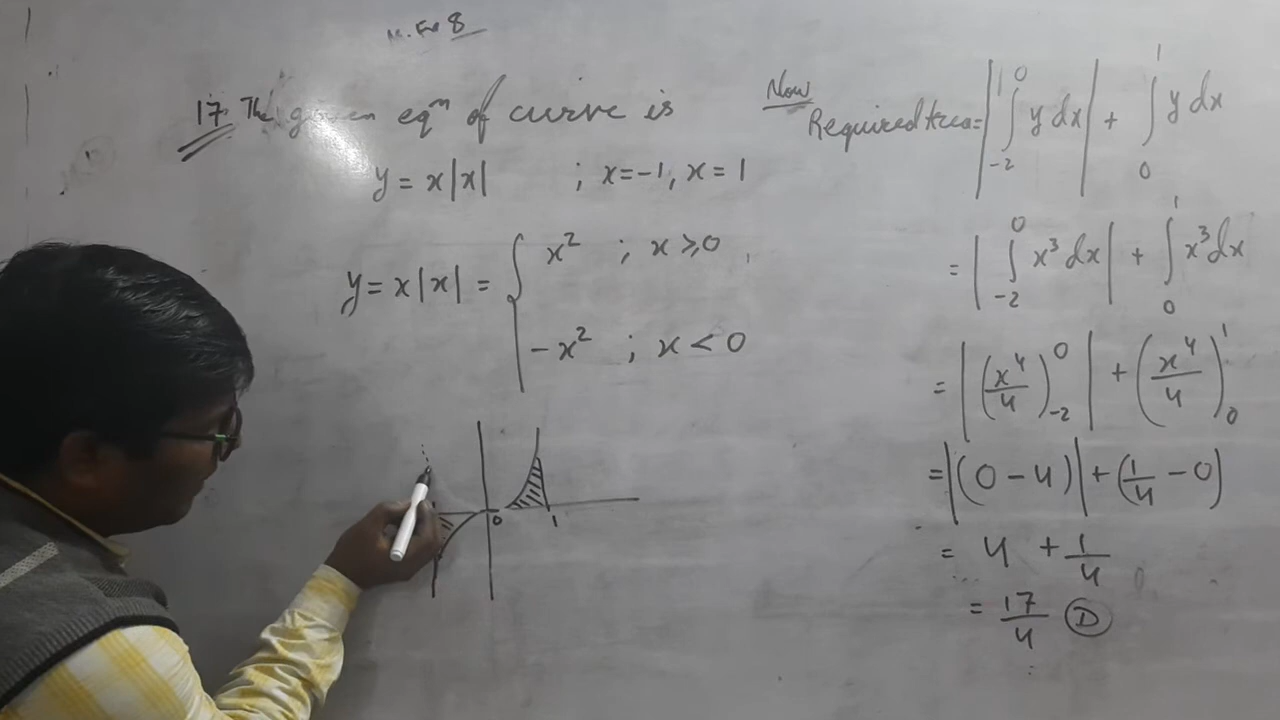 M. Ex 8
17. The given eqⁿ of curve is
y = x|x| ; x=-1, x=1
y = x|x| = { x² ; x ≥ 0
-x² ; x < 0
0 1
Now
Required Area = |∫₋₂⁰ y dx| + ∫₀¹ y dx
= |∫₋₂⁰ x³ dx| + ∫₀¹ x³ dx
= |(x⁴/4)₋₂⁰| + (x⁴/4)₀¹
= |(0 - 4)| + (1/4 - 0)
= 4 + 1/4
= 17/4 (D)